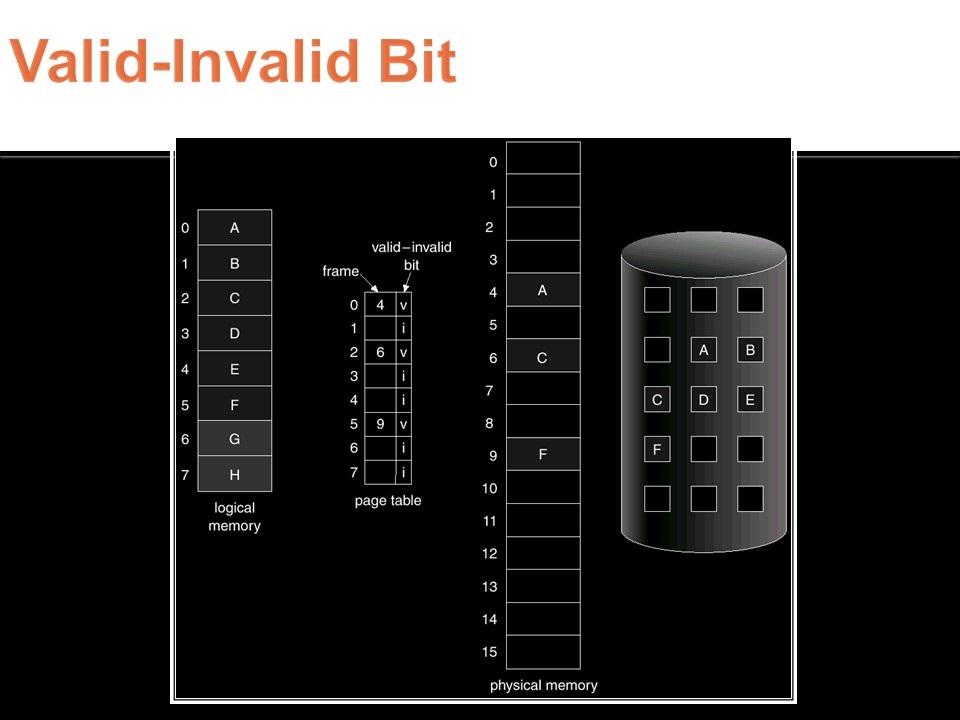 Valid-Invalid Bit
0 A
1 B
2 C
3 D
4 E
5 F
6 G
7 H
logical
memory
valid–invalid
bit
frame
0 4 v
1 i
2 6 v
3 i
4 i
5 9 v
6 i
7 i
page table
0
1
2
3
4 A
5
6 C
7
8
9 F
10
11
12
13
14
15
physical memory
A B
C D E
F